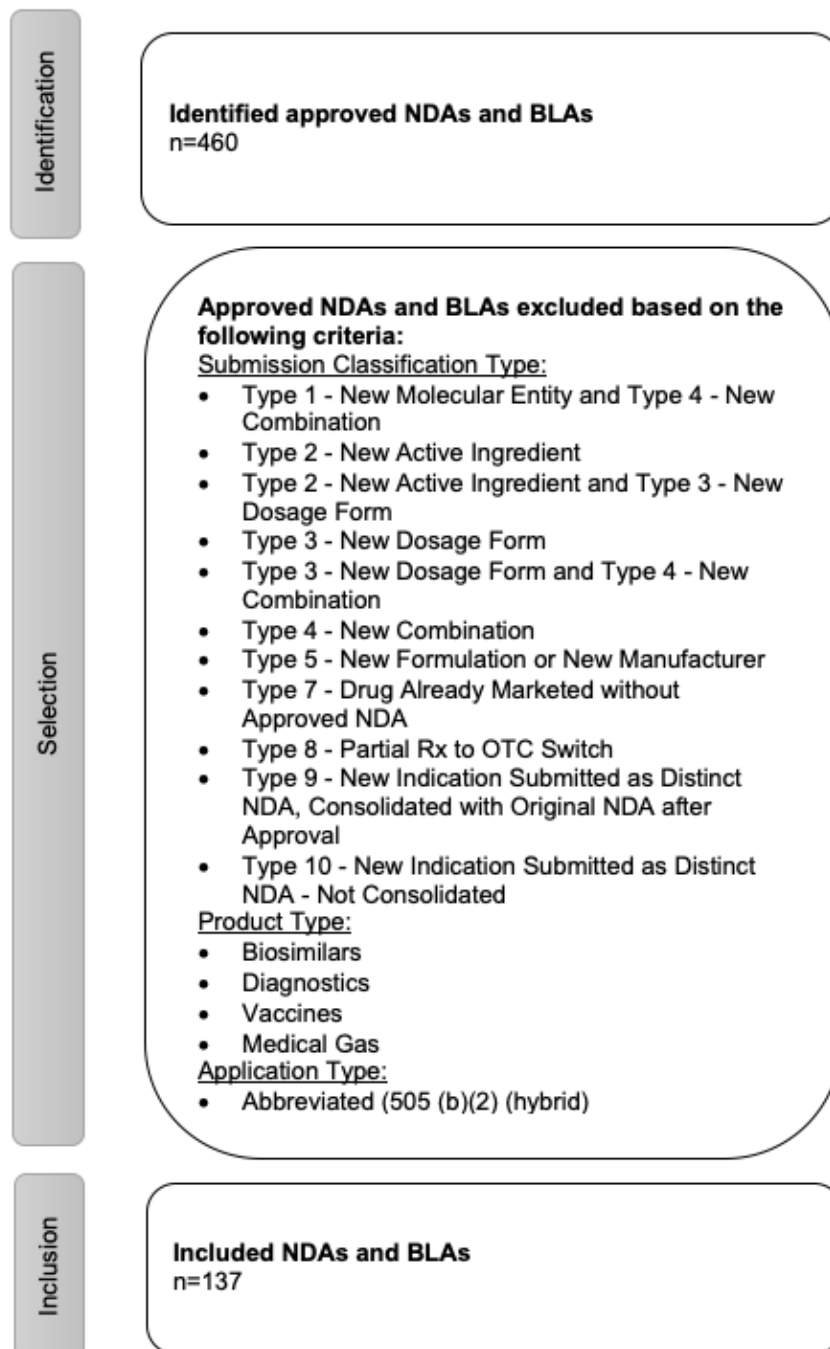 Identification
Identified approved NDAs and BLAs
n=460
Selection
Approved NDAs and BLAs excluded based on the
following criteria:
Submission Classification Type:
• Type 1 - New Molecular Entity and Type 4 - New
Combination
• Type 2 - New Active Ingredient
• Type 2 - New Active Ingredient and Type 3 - New
Dosage Form
• Type 3 - New Dosage Form
• Type 3 - New Dosage Form and Type 4 - New
Combination
• Type 4 - New Combination
• Type 5 - New Formulation or New Manufacturer
• Type 7 - Drug Already Marketed without
Approved NDA
• Type 8 - Partial Rx to OTC Switch
• Type 9 - New Indication Submitted as Distinct
NDA, Consolidated with Original NDA after
Approval
• Type 10 - New Indication Submitted as Distinct
NDA - Not Consolidated
Product Type:
• Biosimilars
• Diagnostics
• Vaccines
• Medical Gas
Application Type:
• Abbreviated (505 (b)(2) (hybrid)
Inclusion
Included NDAs and BLAs
n=137